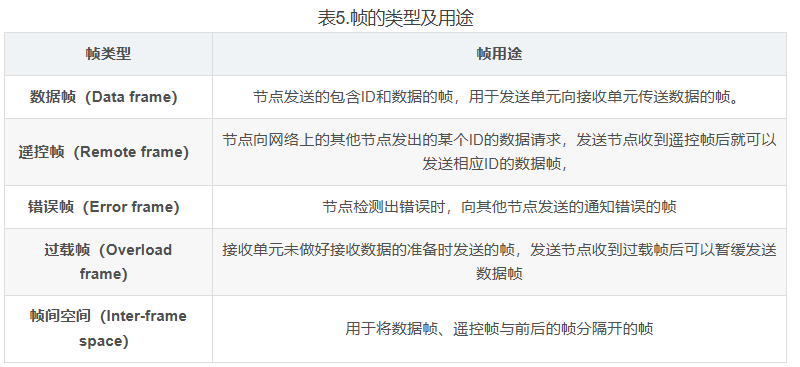 表5.帧的类型及用途
帧类型
帧用途
数据帧（Data frame）
节点发送的包含ID和数据的帧，用于发送单元向接收单元传送数据的帧。
遥控帧（Remote frame）
节点向网络上的其他节点发出的某个ID的数据请求，发送节点收到遥控帧后就可以
发送相应ID的数据帧，
错误帧（Error frame）
节点检测出错误时，向其他节点发送的通知错误的帧
过载帧（Overload
frame）
接收单元未做好接收数据的准备时发送的帧，发送节点收到过载帧后可以暂缓发送
数据帧
帧间空间（Inter-frame
space）
用于将数据帧、遥控帧与前后的帧分隔开的帧